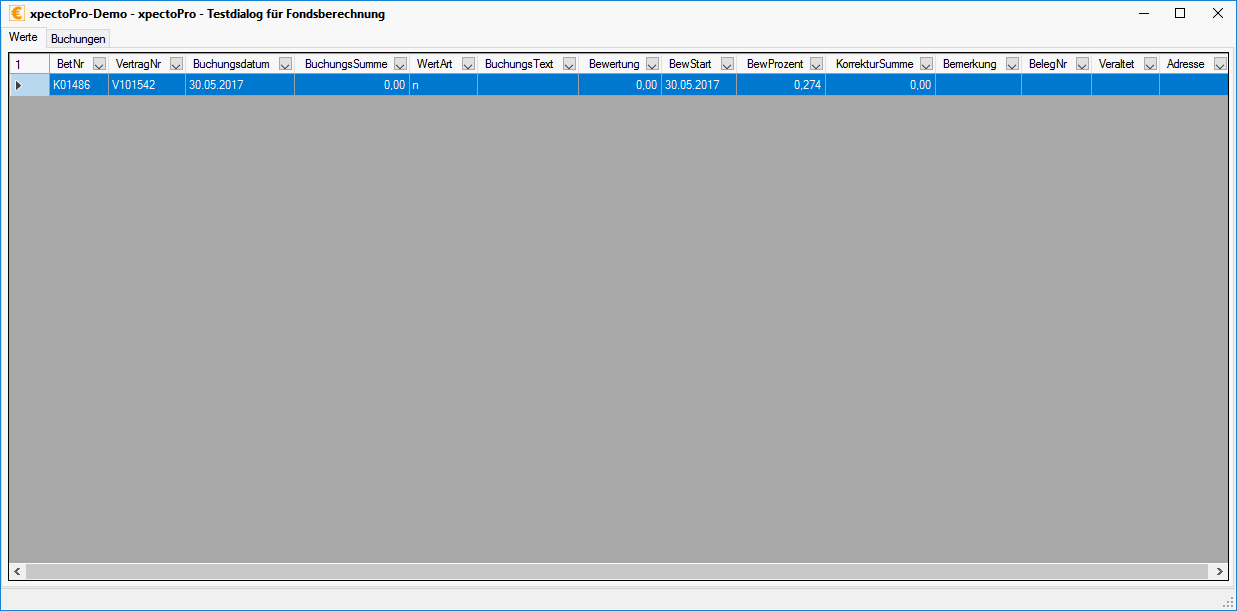 xpectoPro-Demo - xpectoPro - Testdialog für Fondsberechnung
Werte Buchungen
1 BetNr VertragNr Buchungsdatum BuchungsSumme WertArt BuchungsText Bewertung BewStart BewProzent KorrekturSumme Bemerkung BelegNr Veraltet Adresse
K01486 V101542 30.05.2017 0,00 n 0,00 30.05.2017 0,274 0,00